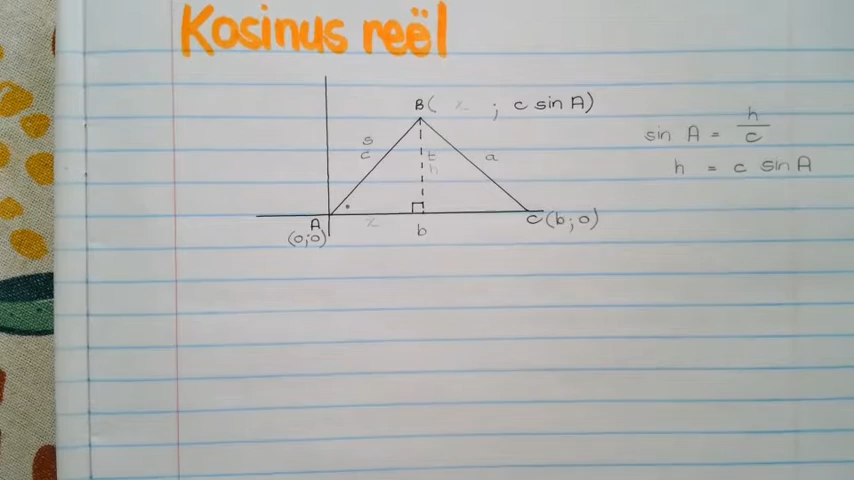 Kosinus reël
B( x ; c sin A)
sin A = h/c
h = c sin A
s
c
t
h
a
A
(0;0)
x
b
C(b;0)